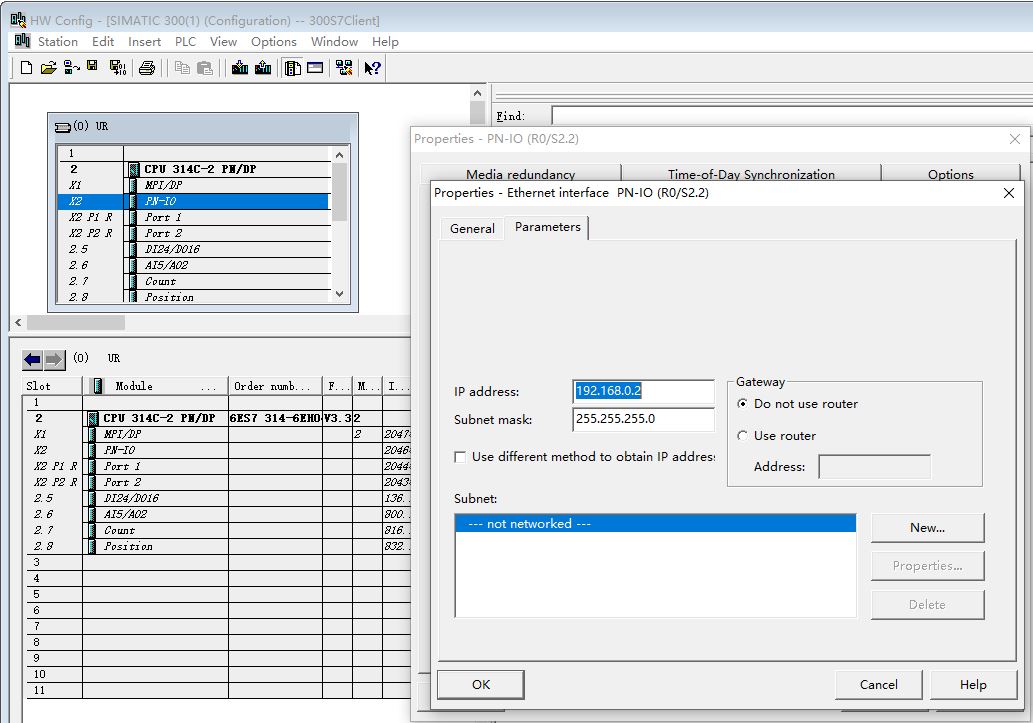 HW Config - [SIMATIC 300(1) (Configuration) -- 300S7Client]
Station Edit Insert PLC View Options Window Help
Find:
(0) UR
1
2 CPU 314C-2 PN/DP
X1 MPI/DP
X2 PN-IO
X2 P1 R Port 1
X2 P2 R Port 2
2.5 DI24/DO16
2.6 AI5/AO2
2.7 Count
2.8 Position
Properties - PN-IO (R0/S2.2)
Media redundancy Time-of-Day Synchronization Options
Properties - Ethernet interface PN-IO (R0/S2.2)
General Parameters
IP address: 192.168.0.2
Subnet mask: 255.255.255.0
Use different method to obtain IP address
Gateway
Do not use router
Use router
Address:
Subnet:
--- not networked ---
New...
Properties...
Delete
OK Cancel Help
(0) UR
Slot Module ... Order numb... F... M... I...
1
2 CPU 314C-2 PN/DP 6ES7 314-6EH0 V3.3 2
X1 MPI/DP 2 2047
X2 PN-IO 2046
X2 P1 R Port 1 2044
X2 P2 R Port 2 2043
2.5 DI24/DO16 136.
2.6 AI5/AO2 800.
2.7 Count 816.
2.8 Position 832.
3
4
5
6
7
8
9
10
11